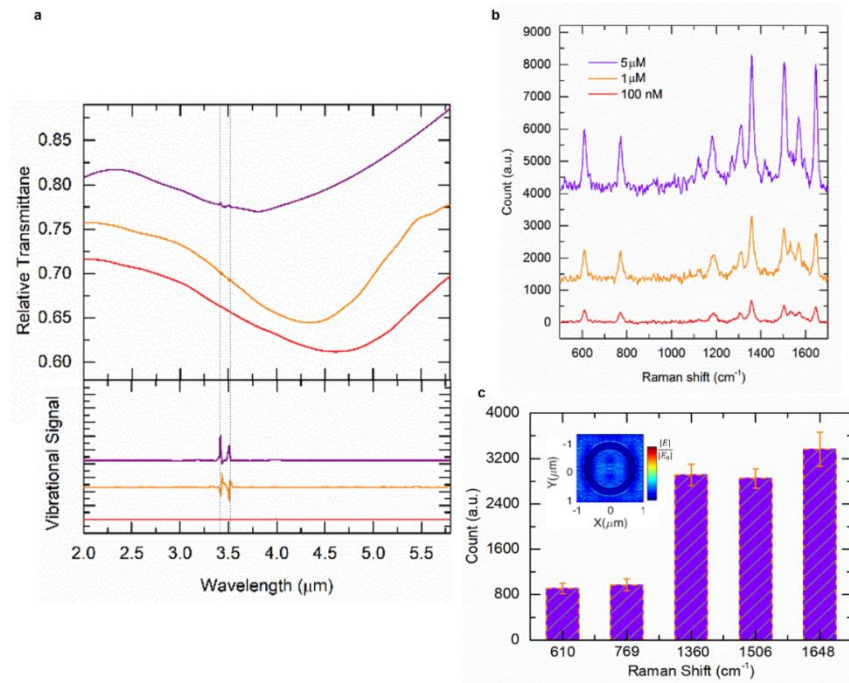 a
Relative Transmittane
0.85
0.80
0.75
0.70
0.65
0.60
Vibrational Signal
2.0 2.5 3.0 3.5 4.0 4.5 5.0 5.5
Wavelength (μm)
b
9000
8000
7000
6000
5000
4000
3000
2000
1000
0
Count (a.u.)
5μM
1μM
100 nM
600 800 1000 1200 1400 1600
Raman shift (cm⁻¹)
c
4000
3200
2400
1600
800
0
Count (a.u.)
-1
0
1
Y(μm)
-1 0 1
X(μm)
|E|
|E₀|
610 769 1360 1506 1648
Raman Shift (cm⁻¹)